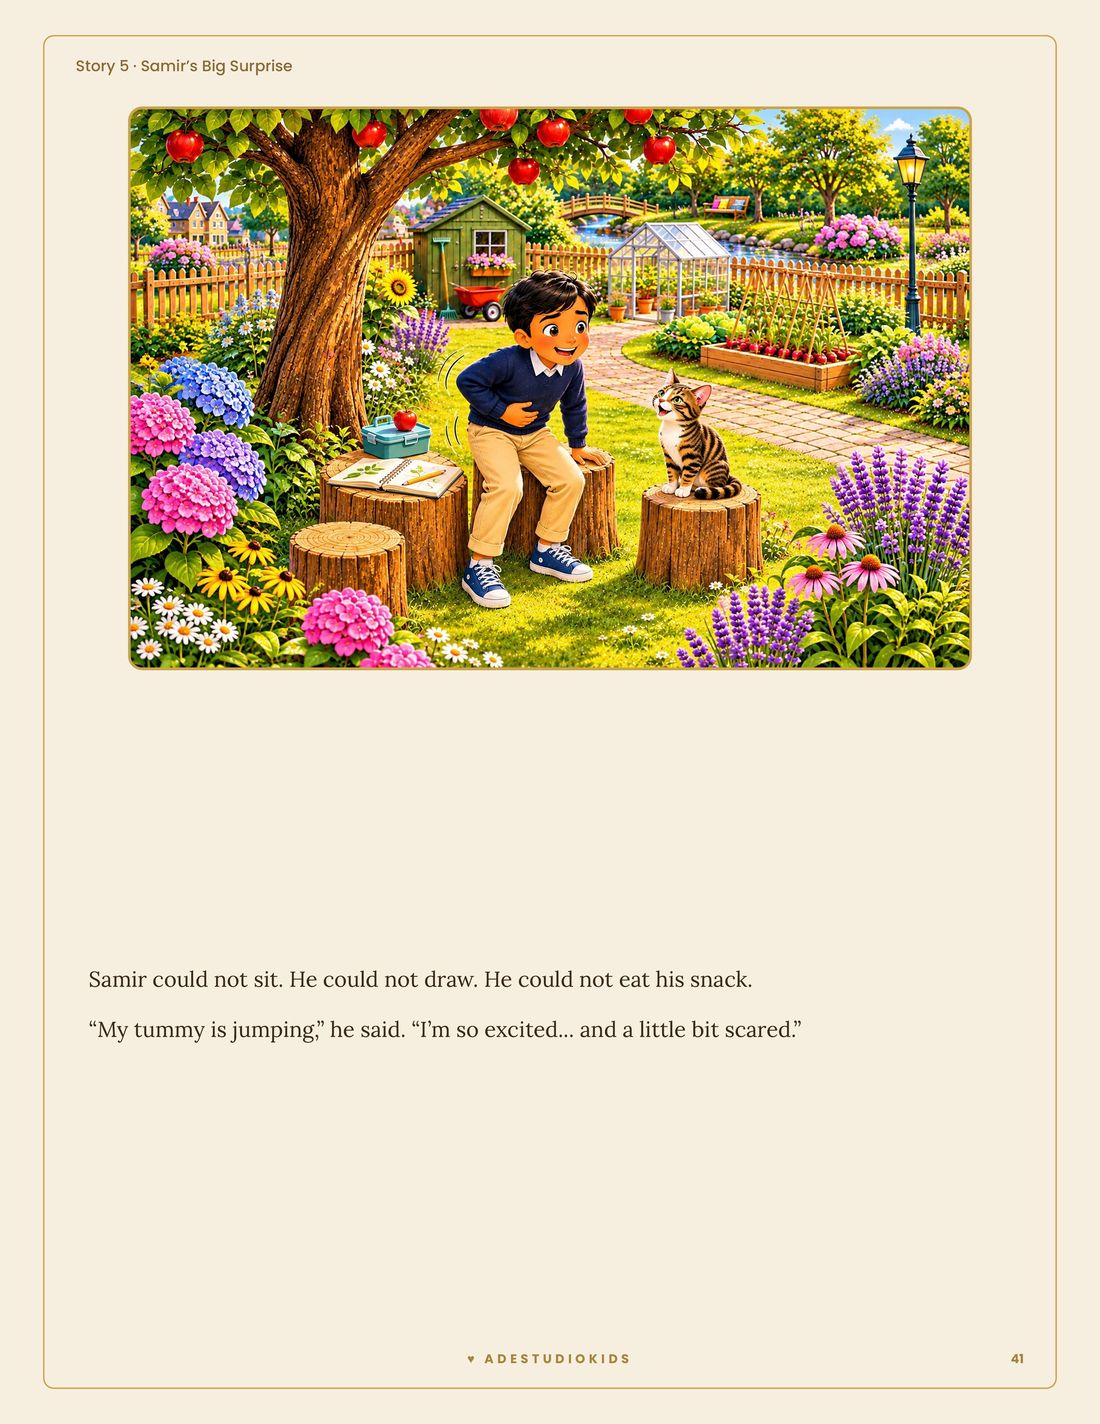 Story 5 · Samir’s Big Surprise
Samir could not sit. He could not draw. He could not eat his snack.
“My tummy is jumping,” he said. “I’m so excited... and a little bit scared.”
♥ ADESTUDIOKIDS
41